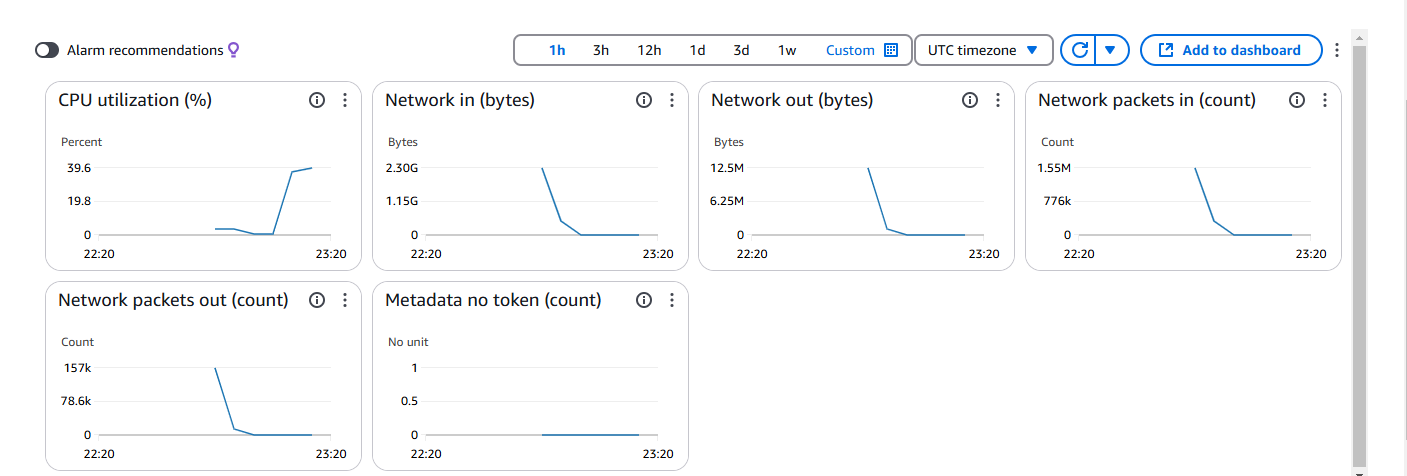 Alarm recommendations
1h 3h 12h 1d 3d 1w Custom UTC timezone Add to dashboard
CPU utilization (%)
Percent
39.6
19.8
0
22:20 23:20
Network in (bytes)
Bytes
2.30G
1.15G
0
22:20 23:20
Network out (bytes)
Bytes
12.5M
6.25M
0
22:20 23:20
Network packets in (count)
Count
1.55M
776k
0
22:20 23:20
Network packets out (count)
Count
157k
78.6k
0
22:20 23:20
Metadata no token (count)
No unit
1
0.5
0
22:20 23:20